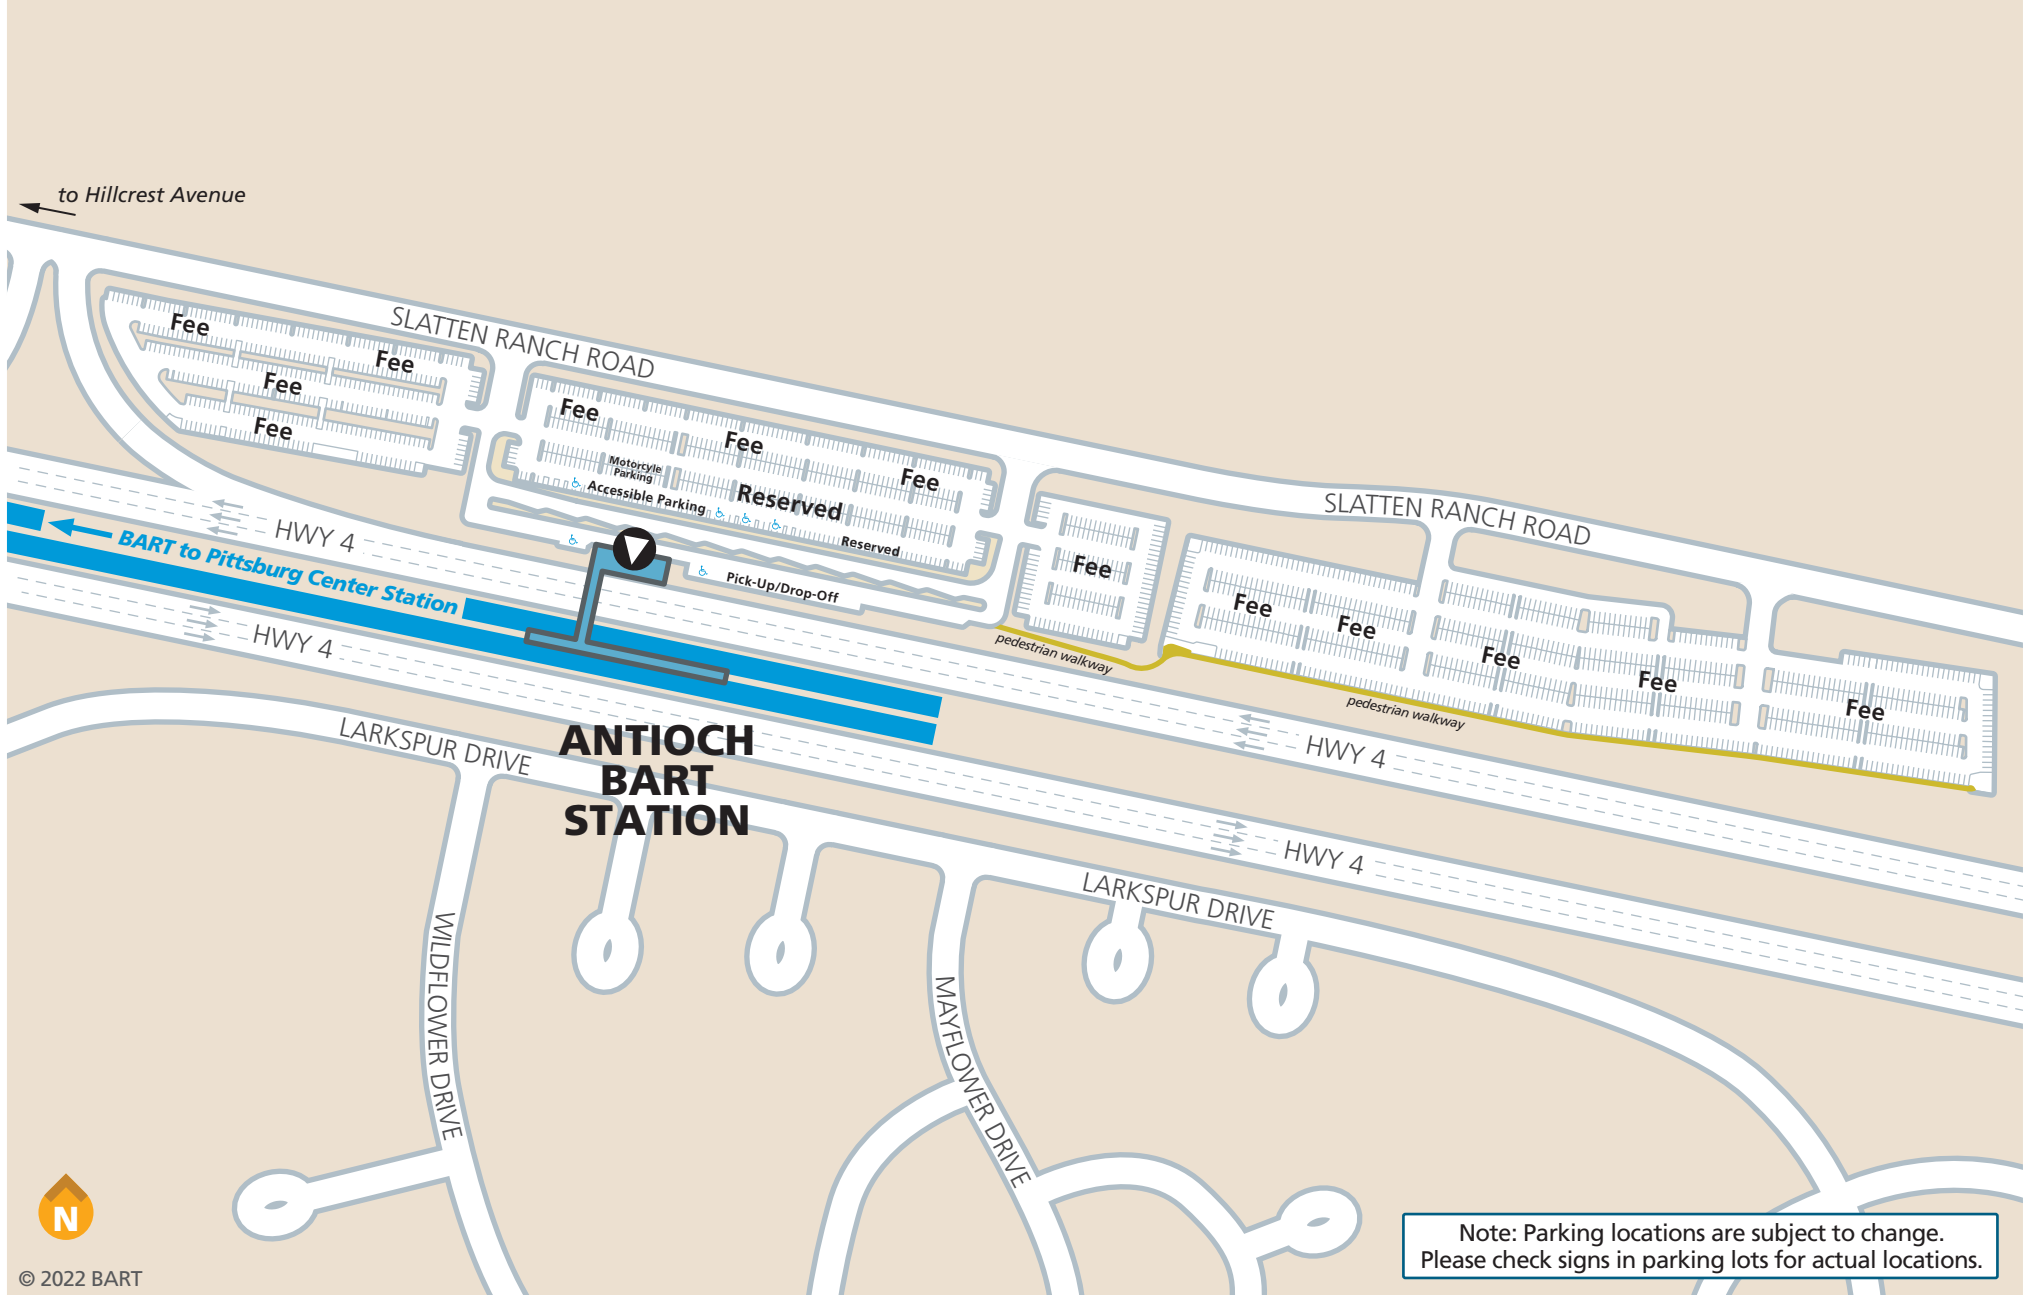 to Hillcrest Avenue
SLATTEN RANCH ROAD
Fee
Fee
Fee
Fee
Fee
Fee
Fee
Motorcyle
Parking
Accessible Parking
Reserved
Reserved
Pick-Up/Drop-Off
SLATTEN RANCH ROAD
Fee
Fee
Fee
Fee
Fee
Fee
pedestrian walkway
pedestrian walkway
HWY 4
BART to Pittsburg Center Station
HWY 4
HWY 4
HWY 4
ANTIOCH
BART
STATION
LARKSPUR DRIVE
LARKSPUR DRIVE
WILDFLOWER DRIVE
MAYFLOWER DRIVE
N
© 2022 BART
Note: Parking locations are subject to change.
Please check signs in parking lots for actual locations.